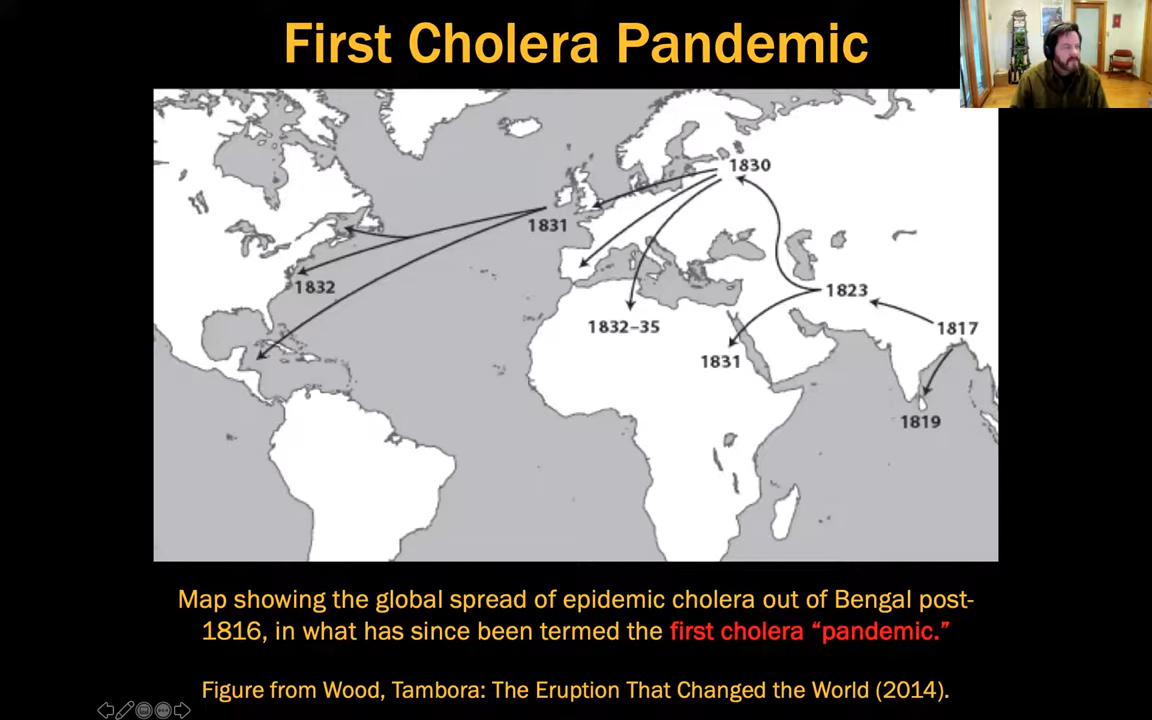 First Cholera Pandemic
1830
1831
1832
1823
1832–35
1817
1831
1819
Map showing the global spread of epidemic cholera out of Bengal post-
1816, in what has since been termed the first cholera “pandemic.”
Figure from Wood, Tambora: The Eruption That Changed the World (2014).